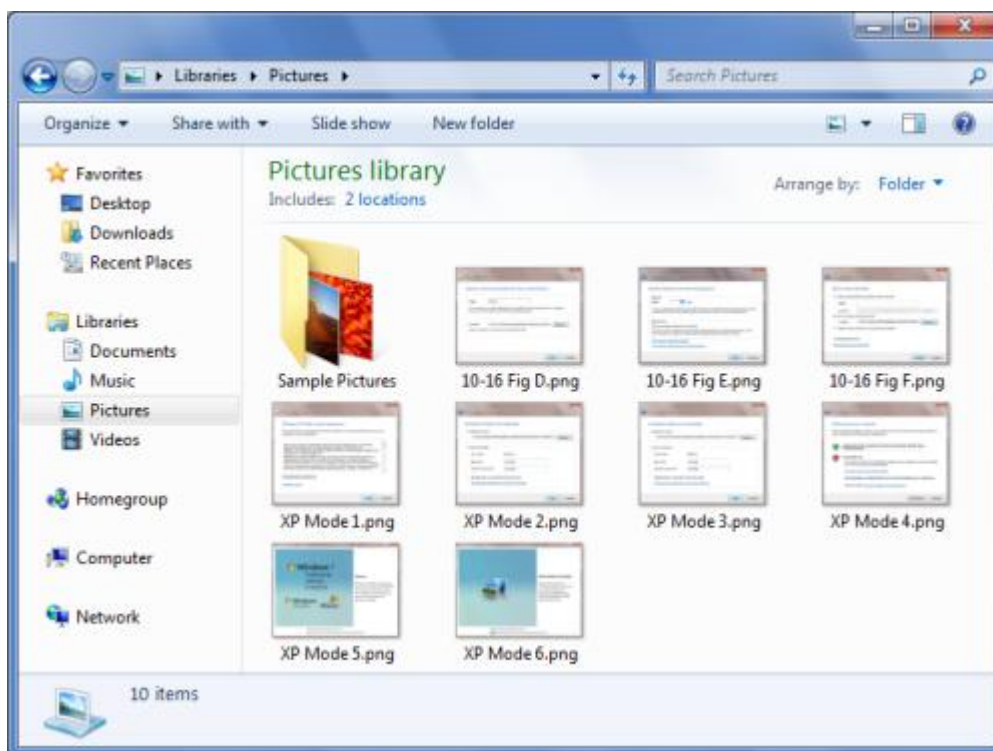 Libraries Pictures
Search Pictures
Organize Share with Slide show New folder
Favorites
Desktop
Downloads
Recent Places
Libraries
Documents
Music
Pictures
Videos
Homegroup
Computer
Network
Pictures library
Includes: 2 locations
Arrange by: Folder
Sample Pictures 10-16 Fig D.png 10-16 Fig E.png 10-16 Fig F.png
XP Mode 1.png XP Mode 2.png XP Mode 3.png XP Mode 4.png
XP Mode 5.png XP Mode 6.png
10 items